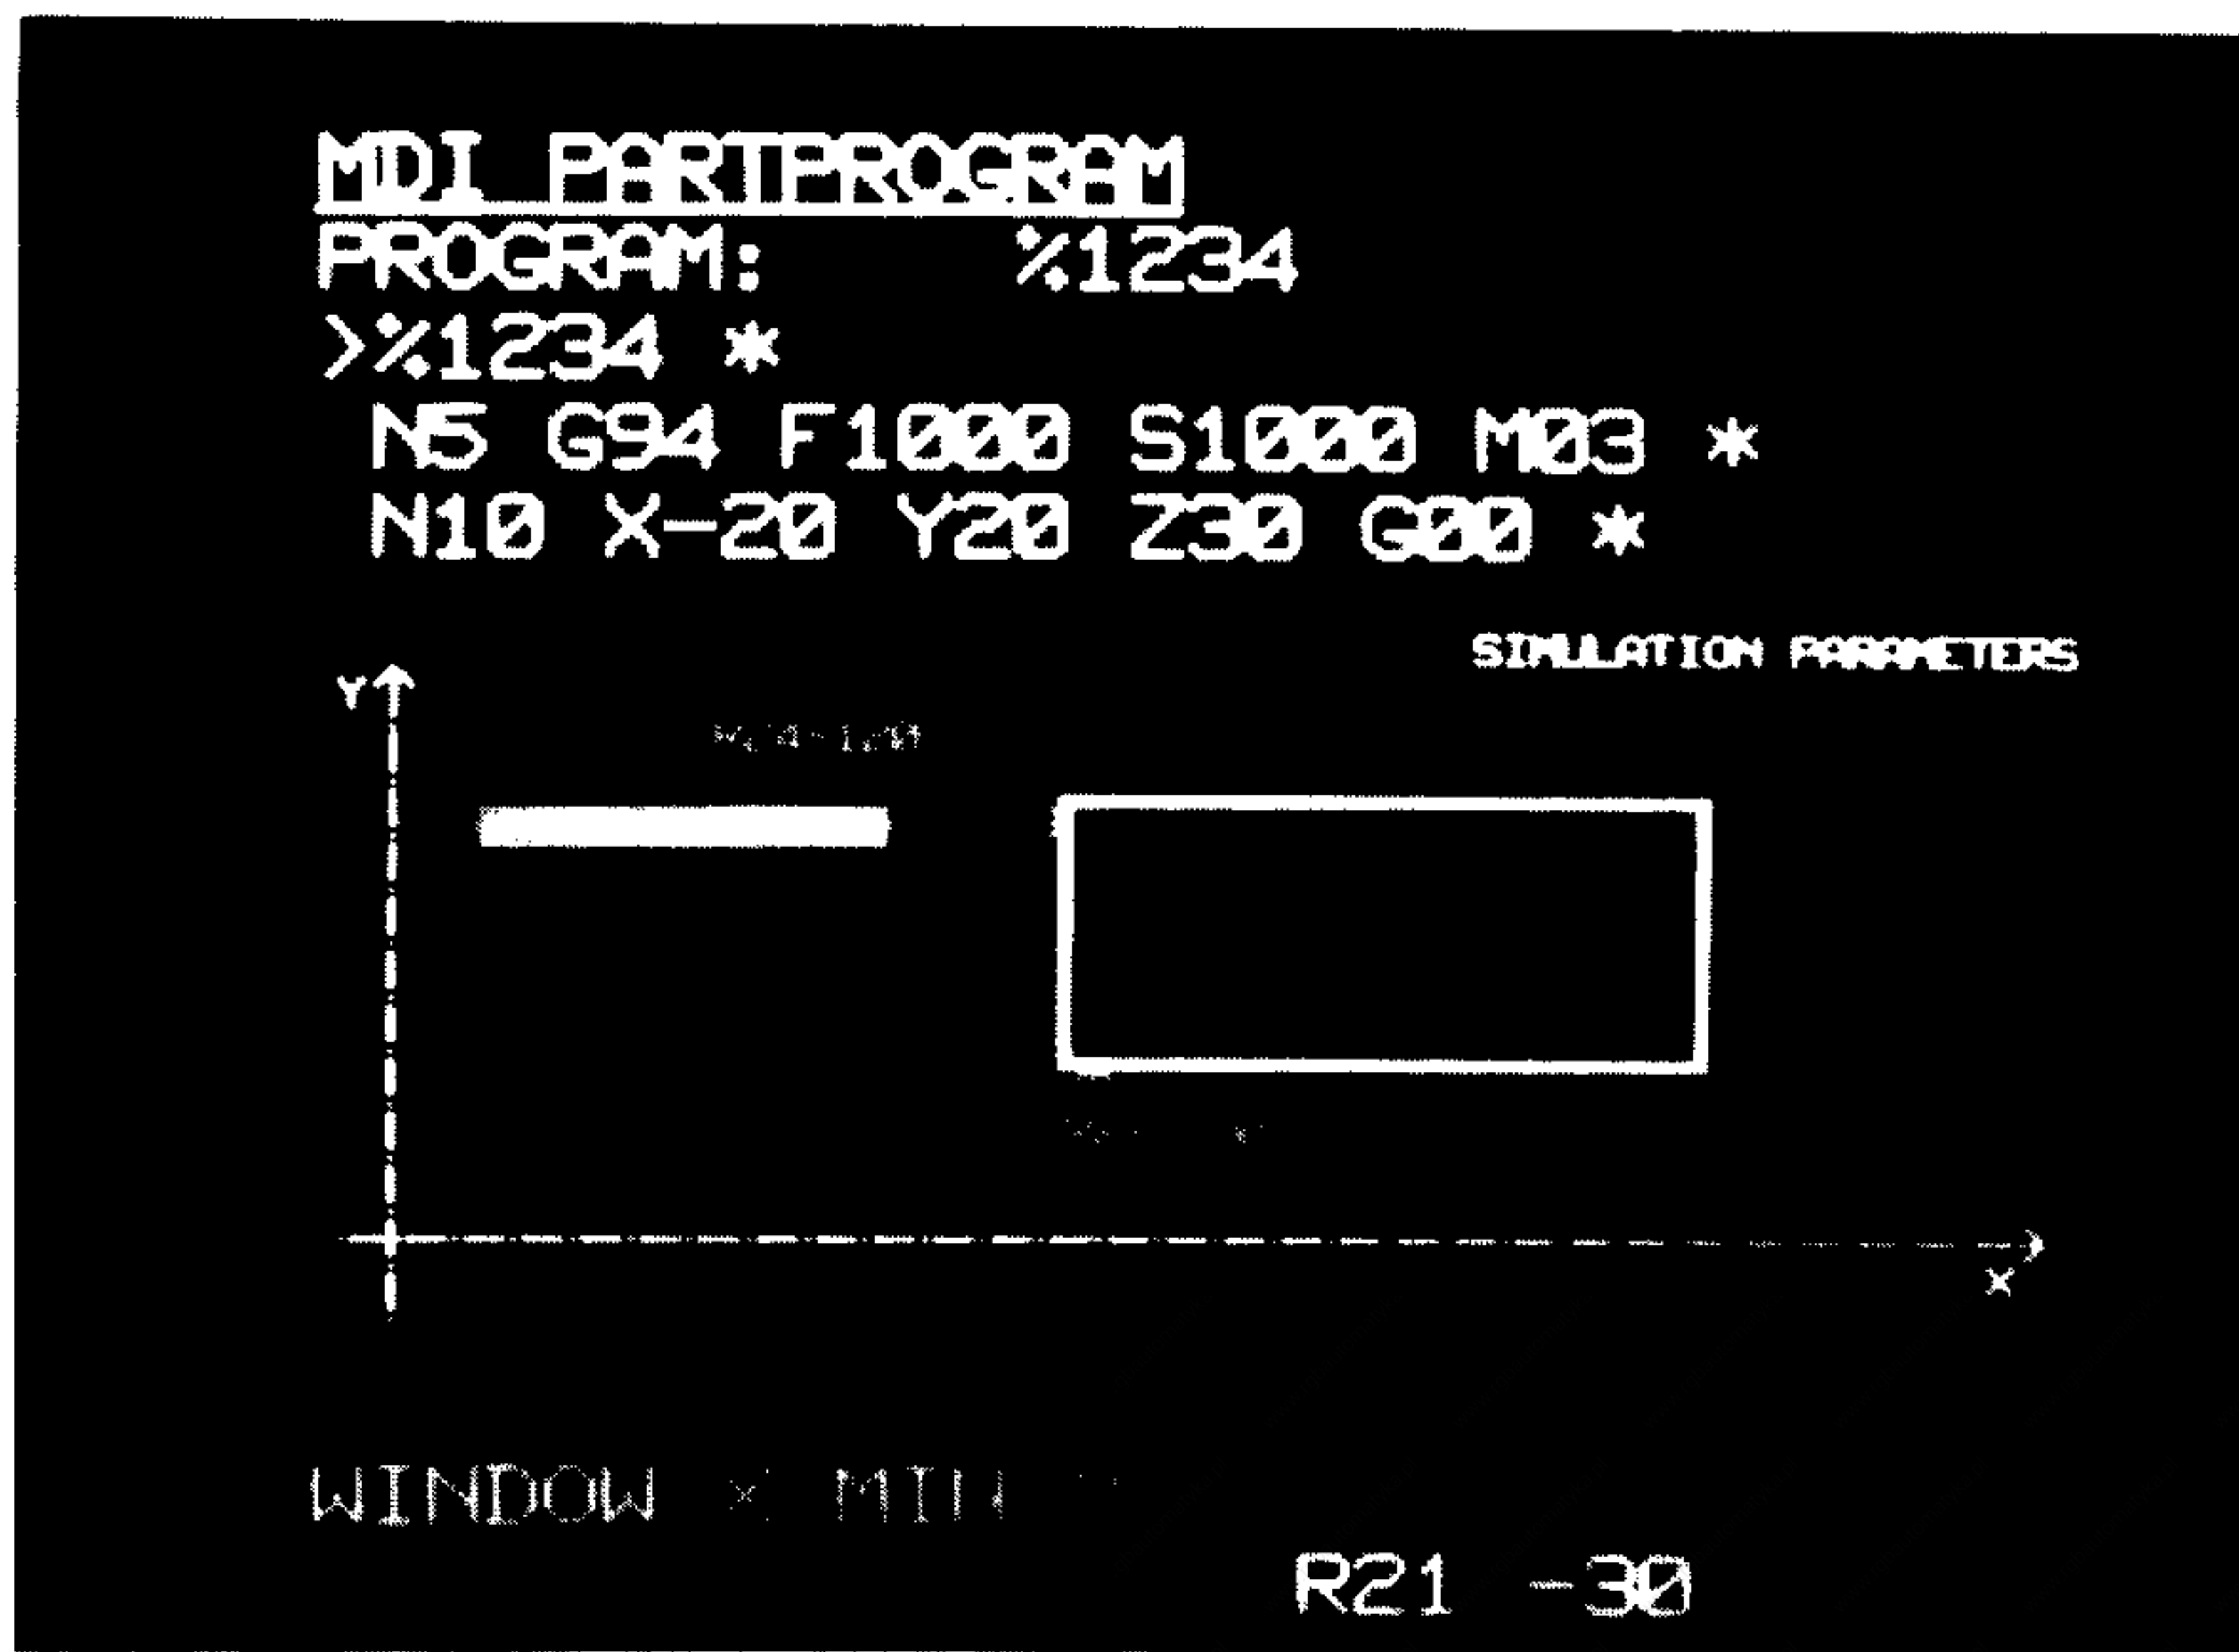 MDI PARTPROGRAM
PROGRAM: %1234
>%1234 *
N5 G94 F1000 S1000 M03 *
N10 X-20 Y20 Z30 G00 *
SIMULATION PARAMETERS
Y
X
WINDOW X MIN
R21 -30